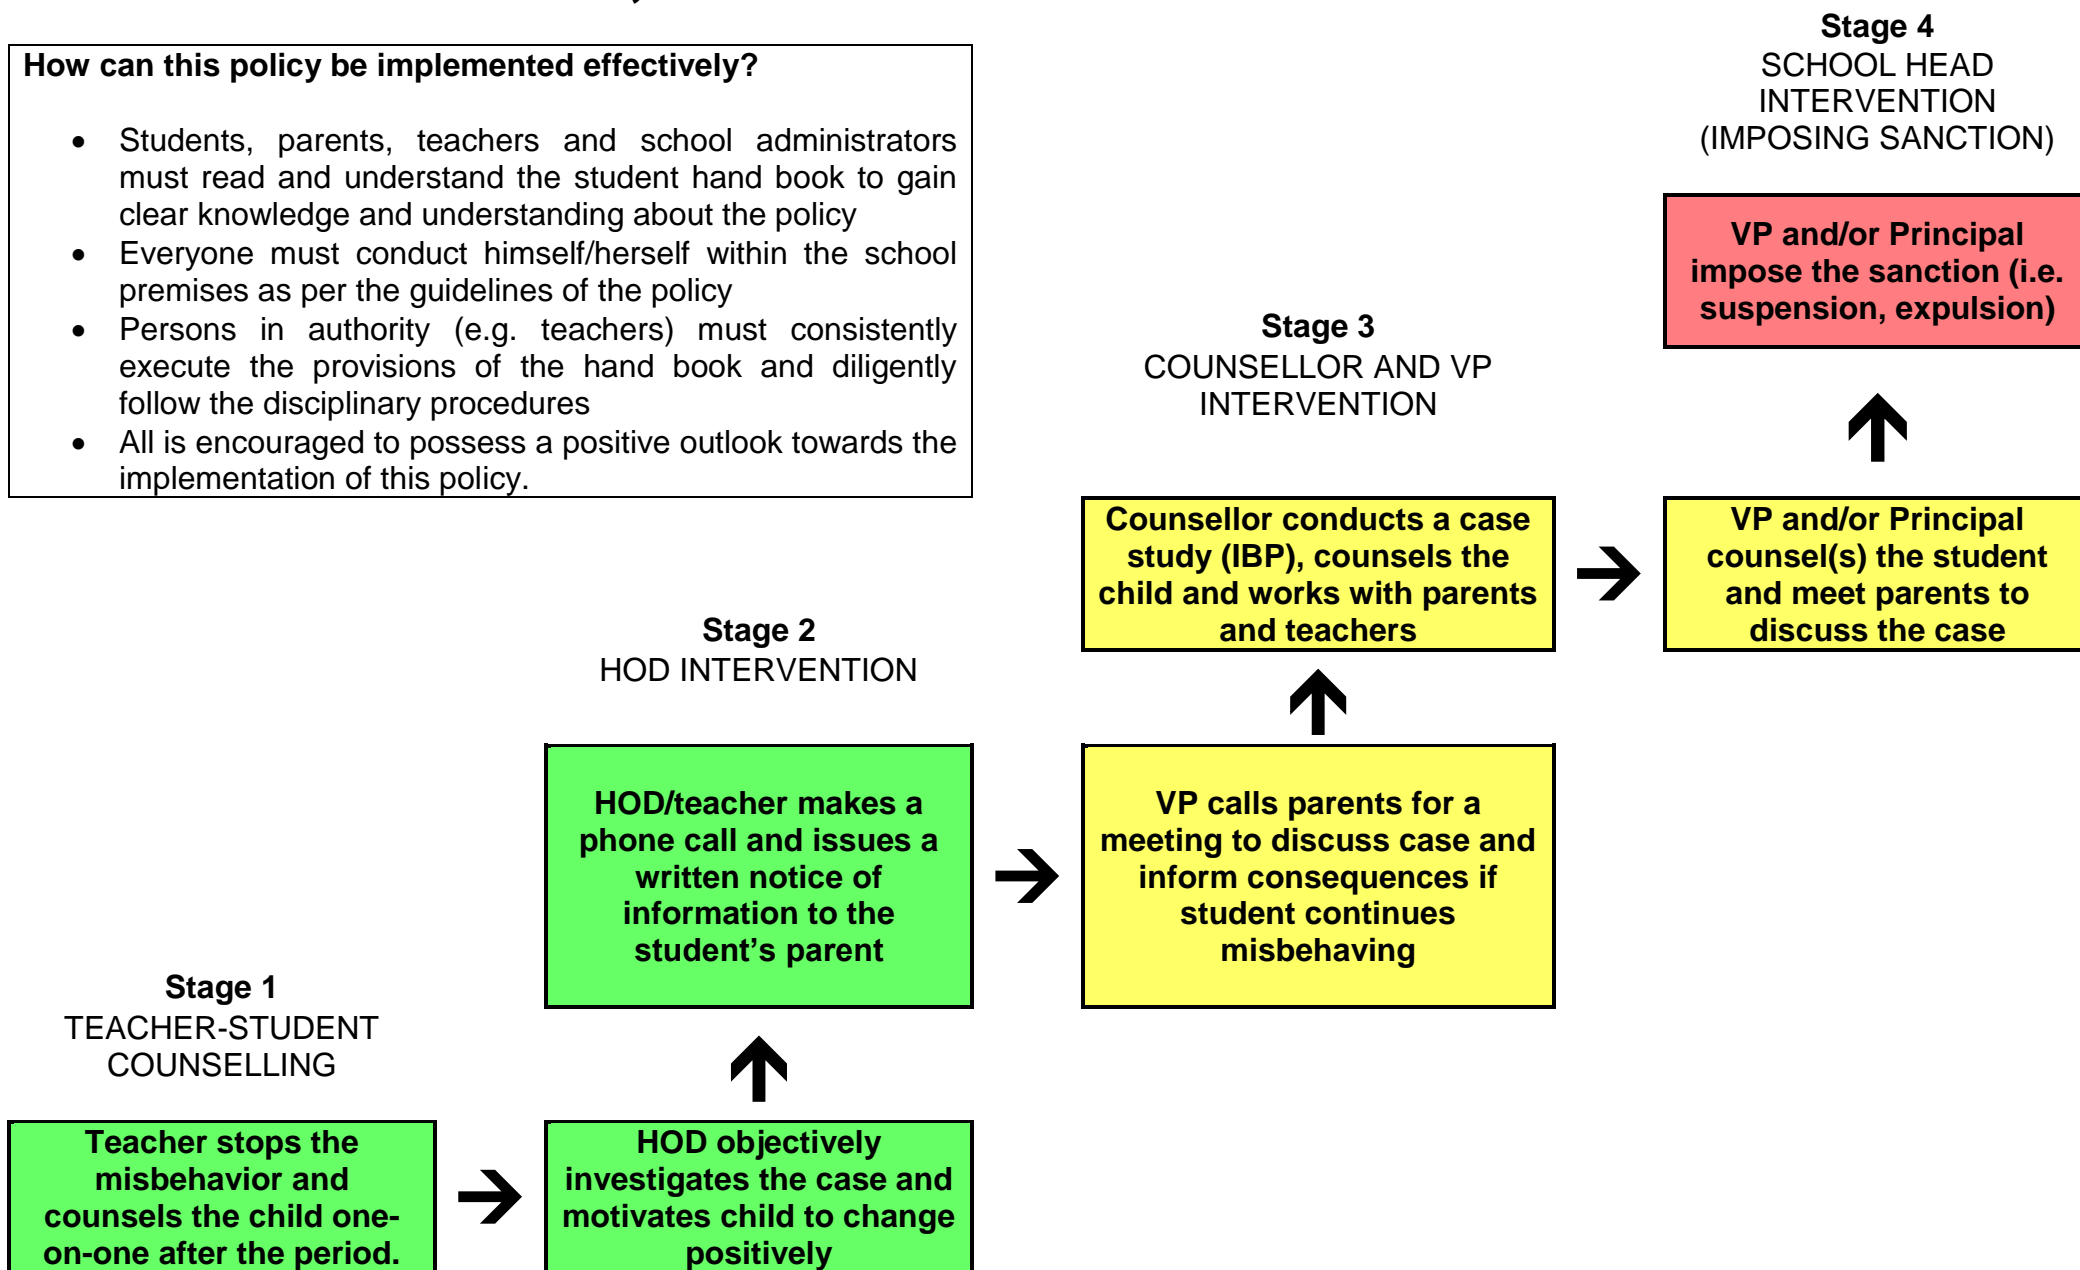 How can this policy be implemented effectively?
• Students, parents, teachers and school administrators
must read and understand the student hand book to gain
clear knowledge and understanding about the policy
• Everyone must conduct himself/herself within the school
premises as per the guidelines of the policy
• Persons in authority (e.g. teachers) must consistently
execute the provisions of the hand book and diligently
follow the disciplinary procedures
• All is encouraged to possess a positive outlook towards the
implementation of this policy.
Stage 1
TEACHER-STUDENT
COUNSELLING
Teacher stops the
misbehavior and
counsels the child one-
on-one after the period.
Stage 2
HOD INTERVENTION
HOD/teacher makes a
phone call and issues a
written notice of
information to the
student’s parent
HOD objectively
investigates the case and
motivates child to change
positively
Stage 3
COUNSELLOR AND VP
INTERVENTION
Counsellor conducts a case
study (IBP), counsels the
child and works with parents
and teachers
VP calls parents for a
meeting to discuss case and
inform consequences if
student continues
misbehaving
Stage 4
SCHOOL HEAD
INTERVENTION
(IMPOSING SANCTION)
VP and/or Principal
impose the sanction (i.e.
suspension, expulsion)
VP and/or Principal
counsel(s) the student
and meet parents to
discuss the case